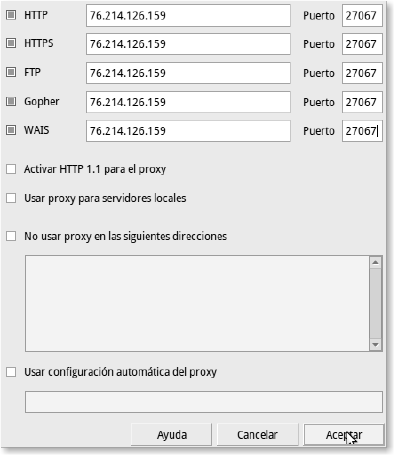 HTTP 76.214.126.159 Puerto 27067
HTTPS 76.214.126.159 Puerto 27067
FTP 76.214.126.159 Puerto 27067
Gopher 76.214.126.159 Puerto 27067
WAIS 76.214.126.159 Puerto 27067
Activar HTTP 1.1 para el proxy
Usar proxy para servidores locales
No usar proxy en las siguientes direcciones
Usar configuración automática del proxy
Ayuda Cancelar Aceptar